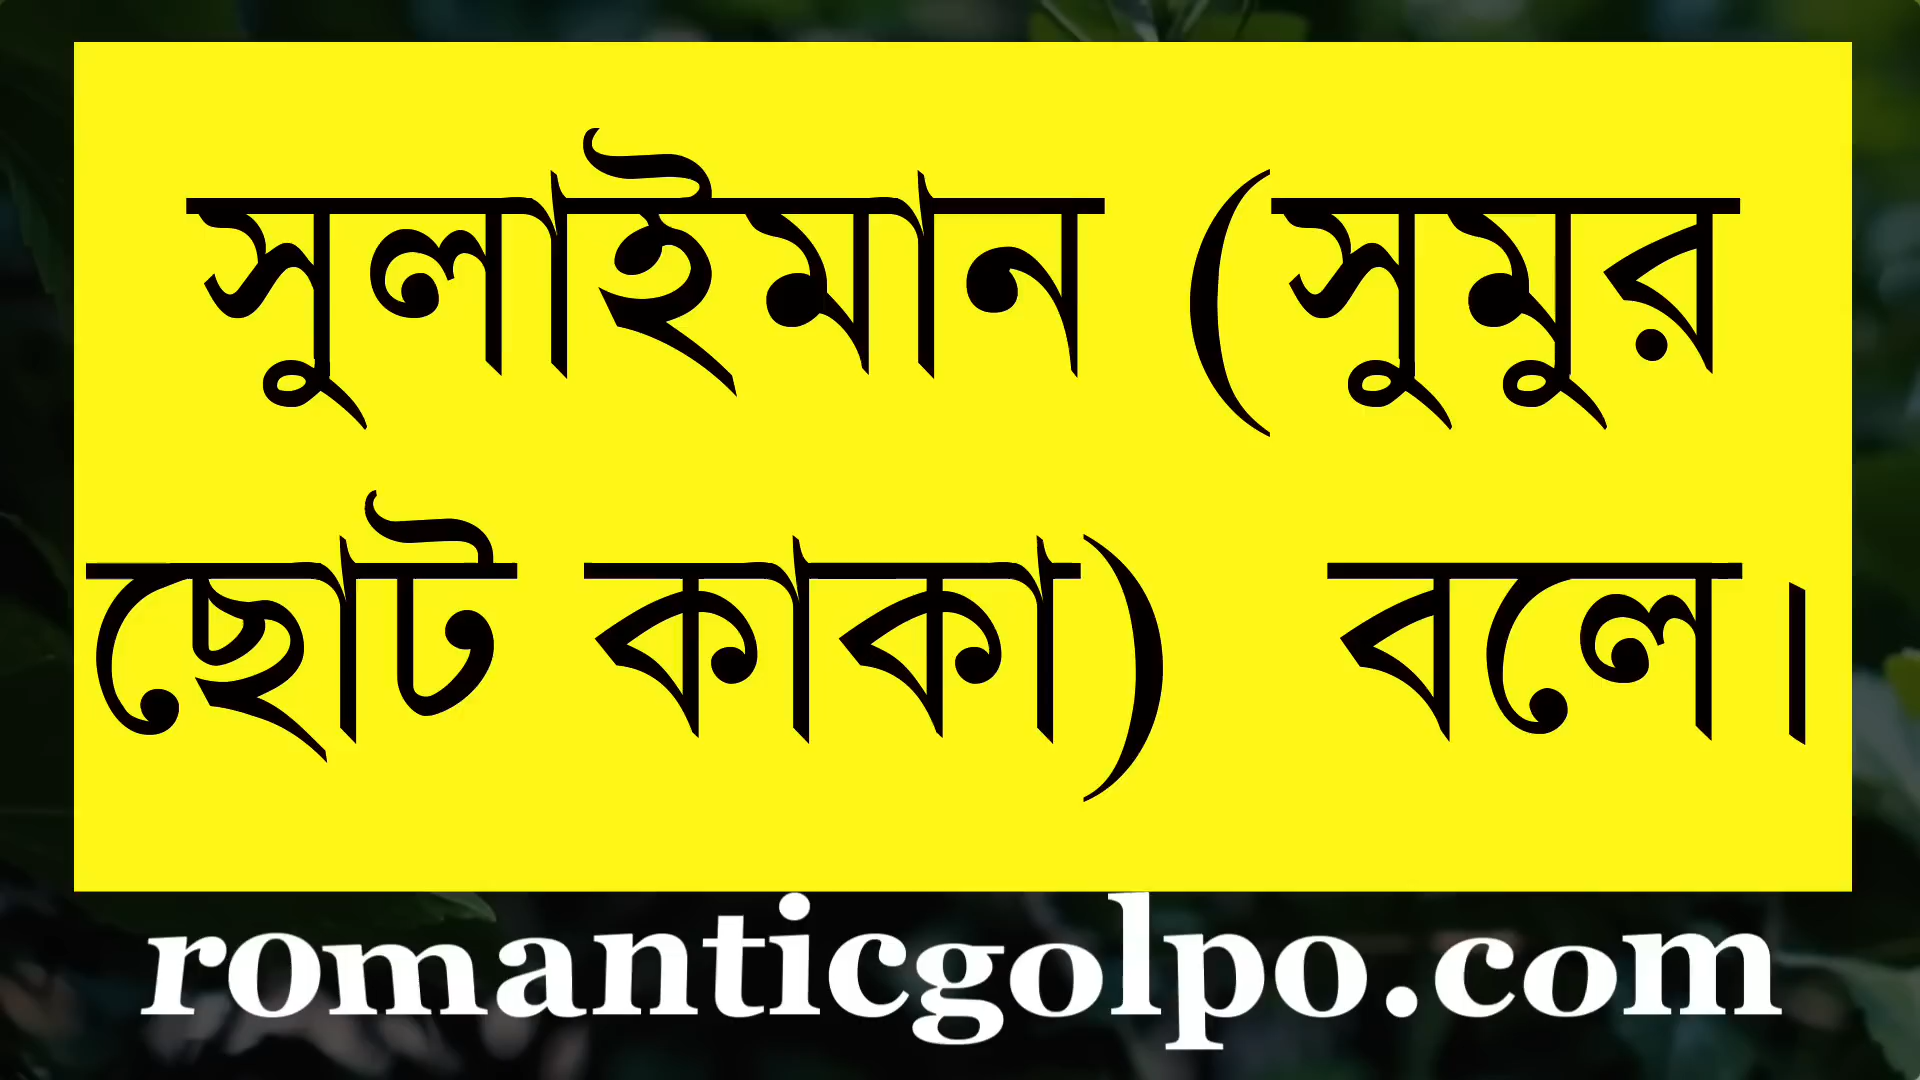 সুলাইমান (সুমুর
ছোট কাকা)  বলে।
romanticgolpo.com